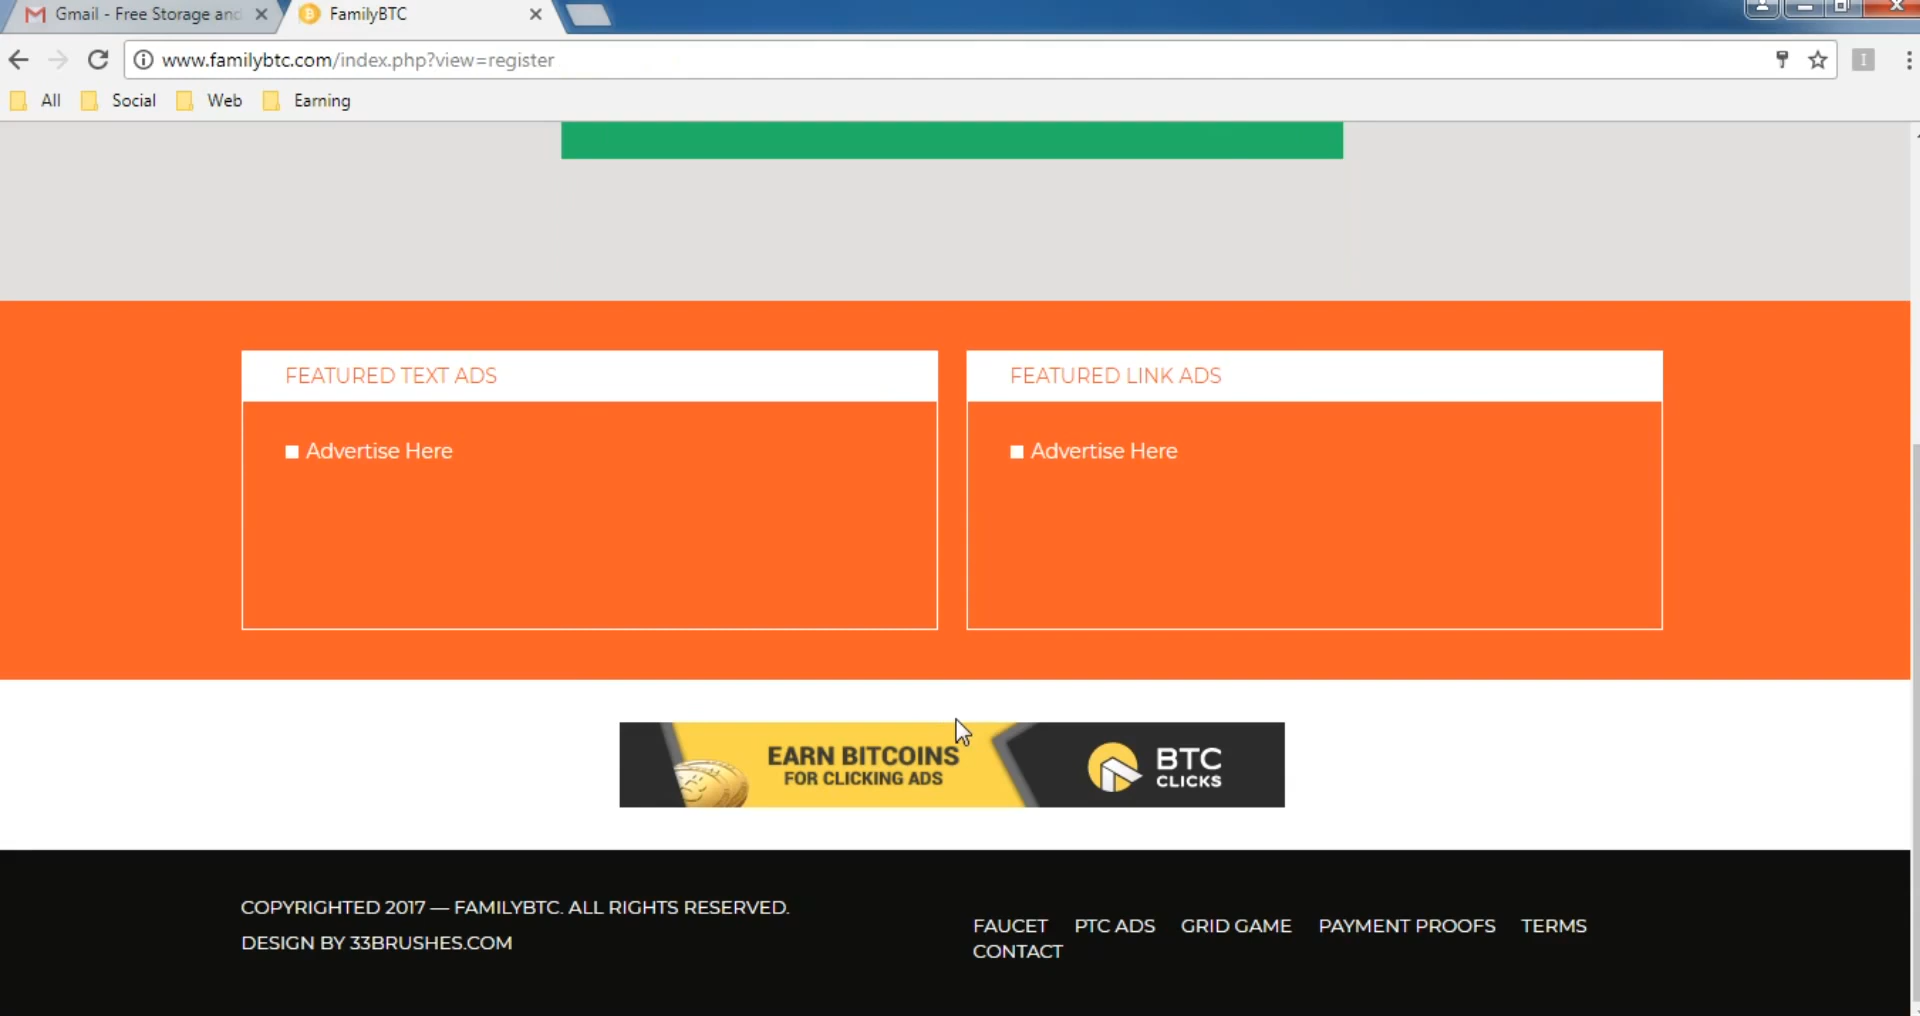 Gmail - Free Storage and
FamilyBTC
www.familybtc.com/index.php?view=register
All
Social
Web
Earning
FEATURED TEXT ADS
FEATURED LINK ADS
Advertise Here
Advertise Here
EARN BITCOINS
FOR CLICKING ADS
BTC
CLICKS
COPYRIGHTED 2017 — FAMILYBTC. ALL RIGHTS RESERVED.
DESIGN BY 33BRUSHES.COM
FAUCET PTC ADS GRID GAME PAYMENT PROOFS TERMS
CONTACT